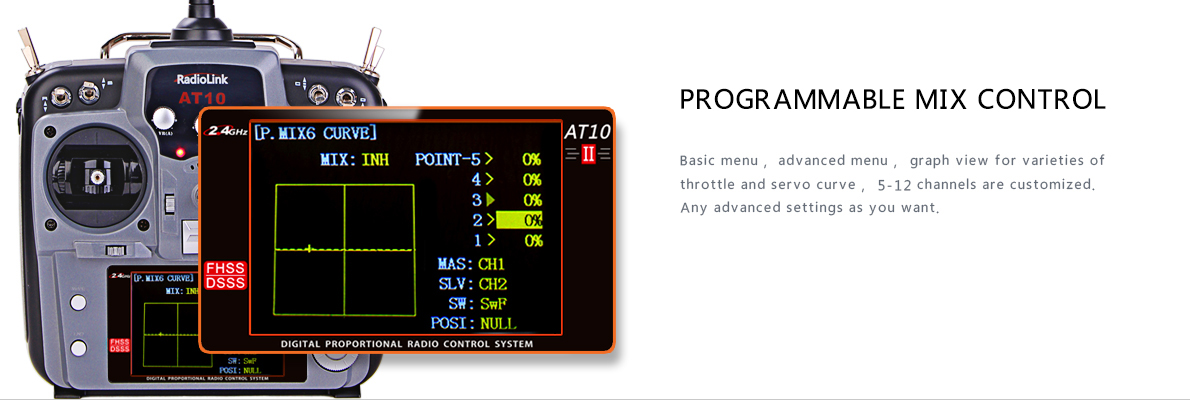 RadioLink
AT10
VR(A)
2.4GHz
[P.MIX6 CURVE]
MIX: INH
POINT-5> 0%
4> 0%
3▶ 0%
2> 0%
1> 0%
MAS: CH1
SLV: CH2
SW: SwF
POSI: NULL
FHSS
DSSS
AT10
II
DIGITAL PROPORTIONAL RADIO CONTROL SYSTEM
2.4GHz
[P.MIX6 CURVE]
MIX: INH
FHSS
DSSS
SW: SwF
POSI: NULL
DIGITAL PROPORTIONAL RADIO CONTROL SYSTEM
PROGRAMMABLE MIX CONTROL
Basic menu , advanced menu , graph view for varieties of
throttle and servo curve , 5-12 channels are customized.
Any advanced settings as you want.